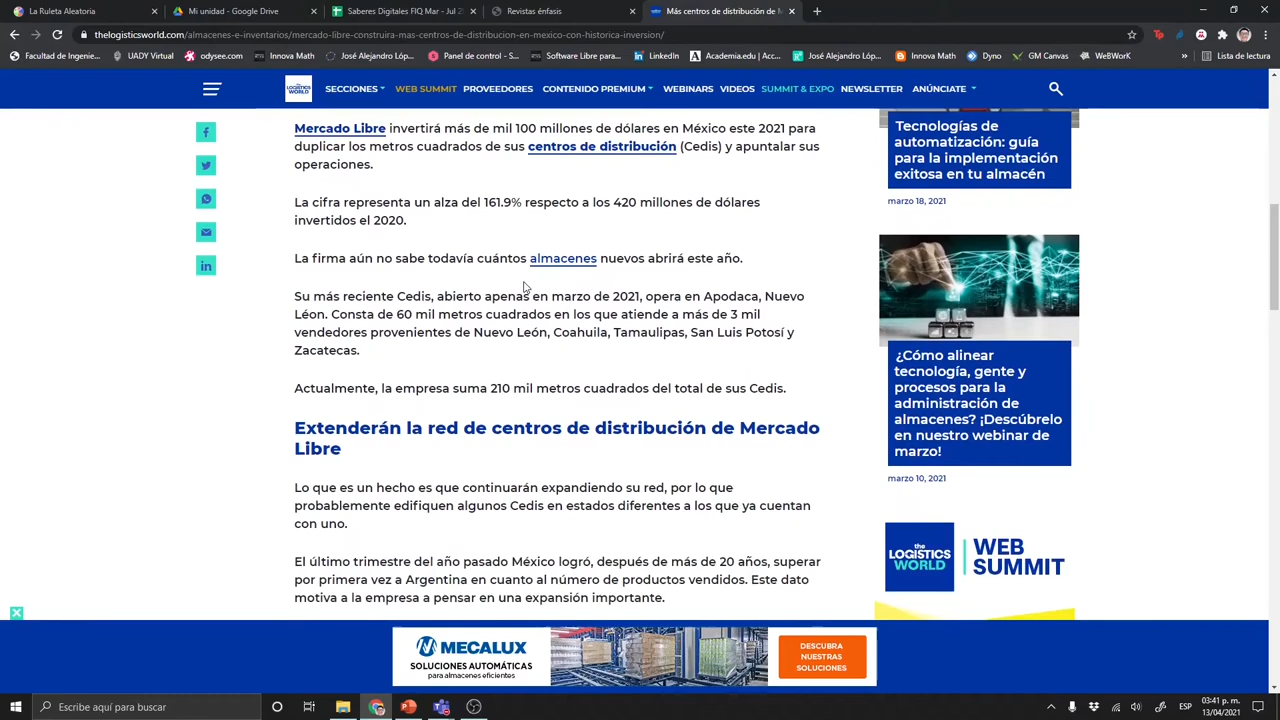 La Ruleta Aleatoria
Mi unidad - Google
Datos Digitales FIQ Mar - 2021
Revistas
Mercado Libre
thelogisticsworld.com/almacenes-e-inventarios/mercado-libre-construira-mas-centros-de-distribucion-en-mexico-con-historica-inversion/
Facultad de Ingenie... UADY Virtual Innova Math José Alejandro Lóp... Panel de control - S... Software Libre para... LinkedIn Academia.edu | Acc... José Alejandro Lóp... Innova Math Dyno GM Canvas WeBWorK » Lista de lectura
the LOGISTICS WORLD SECCIONES WEB SUMMIT PROVEEDORES CONTENIDO PREMIUM WEBINARS VIDEOS SUMMIT & EXPO NEWSLETTER ANÚNCIATE
Mercado Libre invertirá más de mil 100 millones de dólares en México este 2021 para
duplicar los metros cuadrados de sus centros de distribución (Cedis) y apuntalar sus
operaciones.
La cifra representa un alza del 161.9% respecto a los 420 millones de dólares
invertidos el 2020.
La firma aún no sabe todavía cuántos almacenes nuevos abrirá este año.
Su más reciente Cedis, abierto apenas en marzo de 2021, opera en Apodaca, Nuevo
Léon. Consta de 60 mil metros cuadrados en los que atiende a más de 3 mil
vendedores provenientes de Nuevo León, Coahuila, Tamaulipas, San Luis Potosí y
Zacatecas.
Actualmente, la empresa suma 210 mil metros cuadrados del total de sus Cedis.
Extenderán la red de centros de distribución de Mercado
Libre
Lo que es un hecho es que continuarán expandiendo su red, por lo que
probablemente edifiquen algunos Cedis en estados diferentes a los que ya cuentan
con uno.
El último trimestre del año pasado México logró, después de más de 20 años, superar
por primera vez a Argentina en cuanto al número de productos vendidos. Este dato
motiva a la empresa a pensar en una expansión importante.
Tecnologías de
automatización: guía
para la implementación
exitosa en tu almacén
marzo 18, 2021
¿Cómo alinear
tecnología, gente y
procesos para la
administración de
almacenes? ¡Descúbrelo
en nuestro webinar de
marzo!
marzo 10, 2021
the
LOGISTICS
WORLD
WEB
SUMMIT
MECALUX
SOLUCIONES AUTOMÁTICAS
para almacenes eficientes
DESCUBRA
NUESTRAS
SOLUCIONES
Escribe aquí para buscar
ESP
03:41 p. m.
13/04/2021